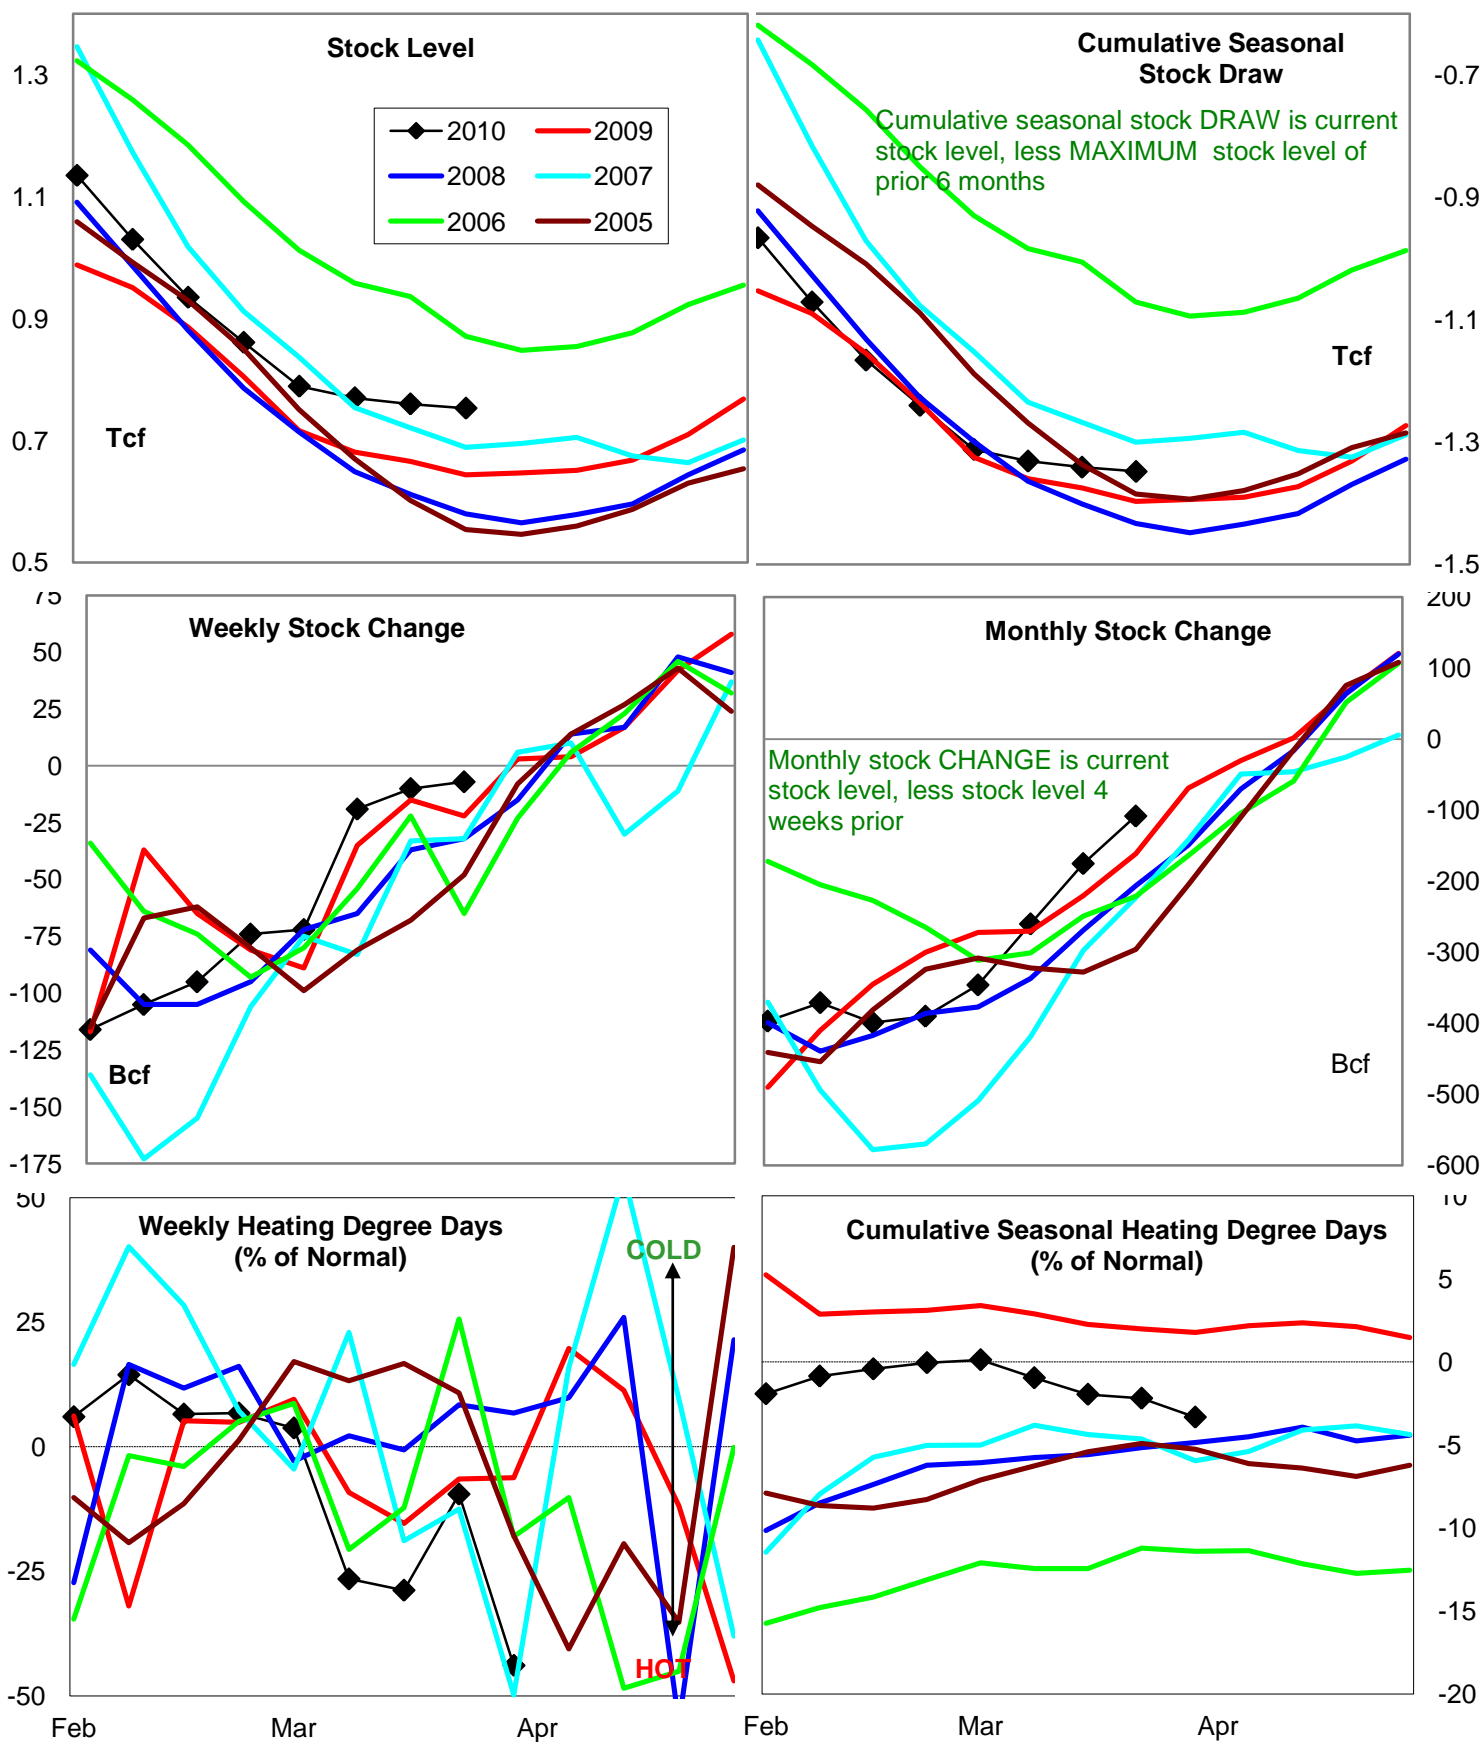 Stock Level
1.3
1.1
0.9
0.7
0.5
2010
2009
2008
2007
2006
2005
Tcf
Cumulative Seasonal
Stock Draw
Cumulative seasonal stock DRAW is current
stock level, less MAXIMUM stock level of
prior 6 months
Tcf
-0.7
-0.9
-1.1
-1.3
-1.5
Weekly Stock Change
75
50
25
0
-25
-50
-75
-100
-125
-150
-175
Bcf
Monthly Stock Change
Monthly stock CHANGE is current
stock level, less stock level 4
weeks prior
Bcf
200
100
0
-100
-200
-300
-400
-500
-600
Weekly Heating Degree Days
(% of Normal)
50
25
0
-25
-50
COLD
HOT
Feb
Mar
Apr
Cumulative Seasonal Heating Degree Days
(% of Normal)
10
5
0
-5
-10
-15
-20
Feb
Mar
Apr